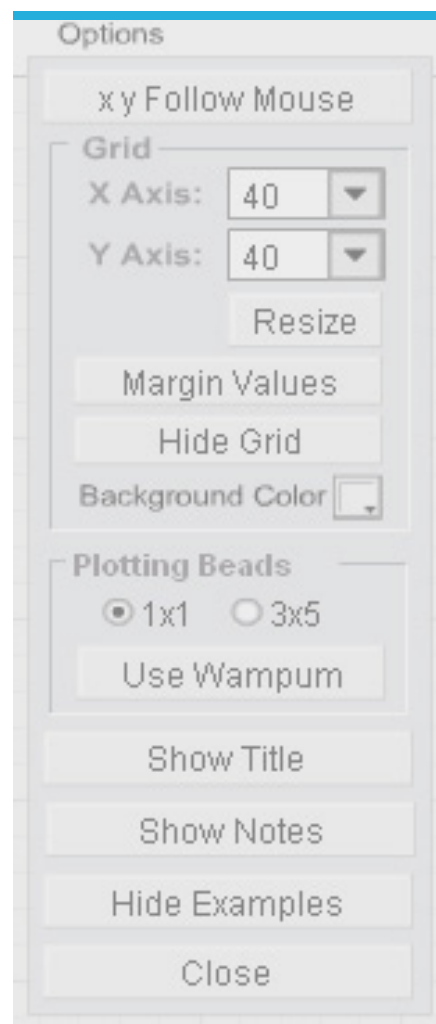 Options
x y Follow Mouse
Grid
X Axis: 40
Y Axis: 40
Resize
Margin Values
Hide Grid
Background Color
Plotting Beads
1x1 3x5
Use Wampum
Show Title
Show Notes
Hide Examples
Close